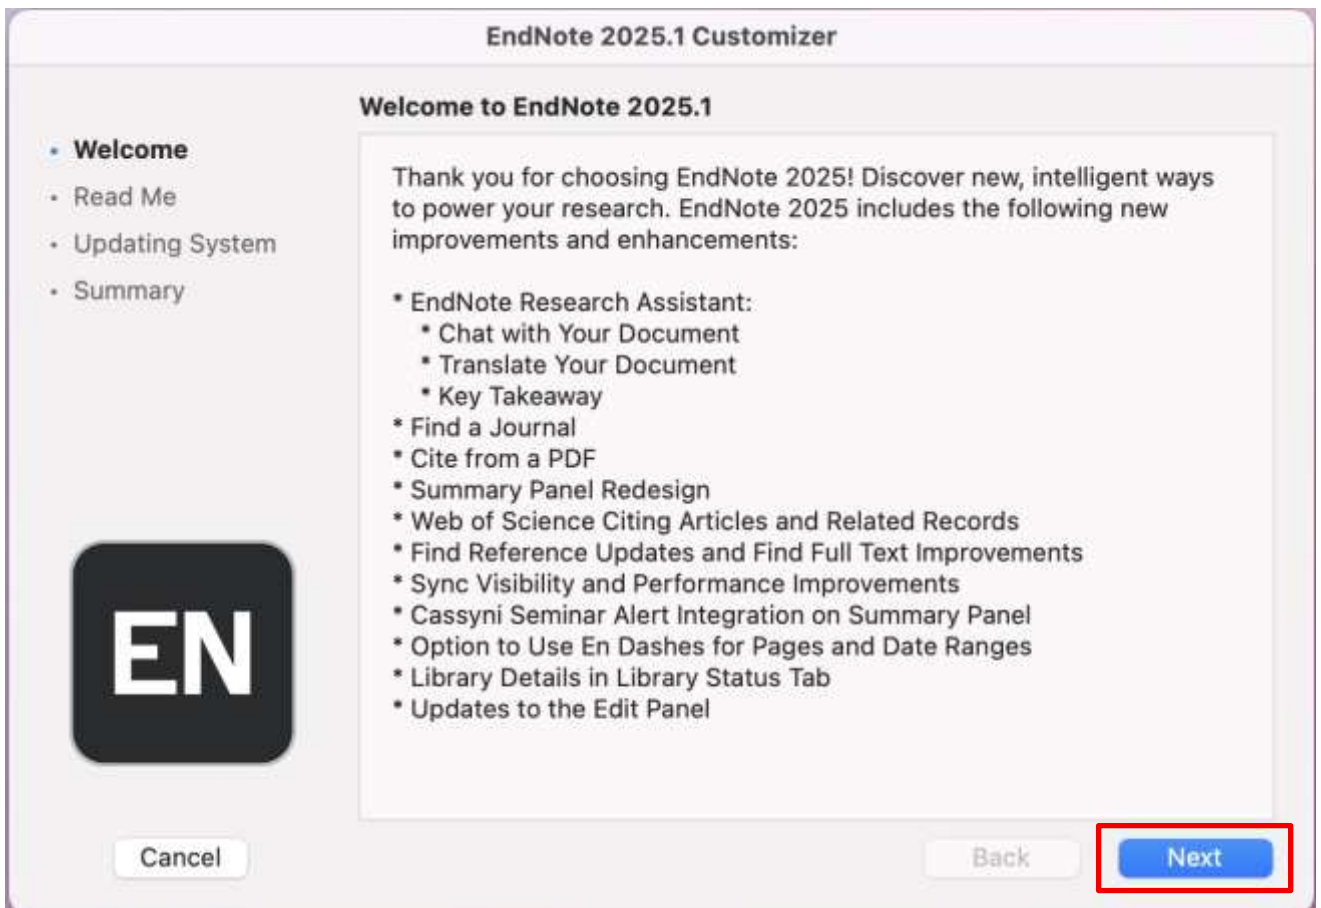 EndNote 2025.1 Customizer
Welcome to EndNote 2025.1
• Welcome
• Read Me
• Updating System
• Summary
Thank you for choosing EndNote 2025! Discover new, intelligent ways
to power your research. EndNote 2025 includes the following new
improvements and enhancements:
* EndNote Research Assistant:
* Chat with Your Document
* Translate Your Document
* Key Takeaway
* Find a Journal
* Cite from a PDF
* Summary Panel Redesign
* Web of Science Citing Articles and Related Records
* Find Reference Updates and Find Full Text Improvements
* Sync Visibility and Performance Improvements
* Cassyni Seminar Alert Integration on Summary Panel
* Option to Use En Dashes for Pages and Date Ranges
* Library Details in Library Status Tab
* Updates to the Edit Panel
EN
Cancel
Back
Next